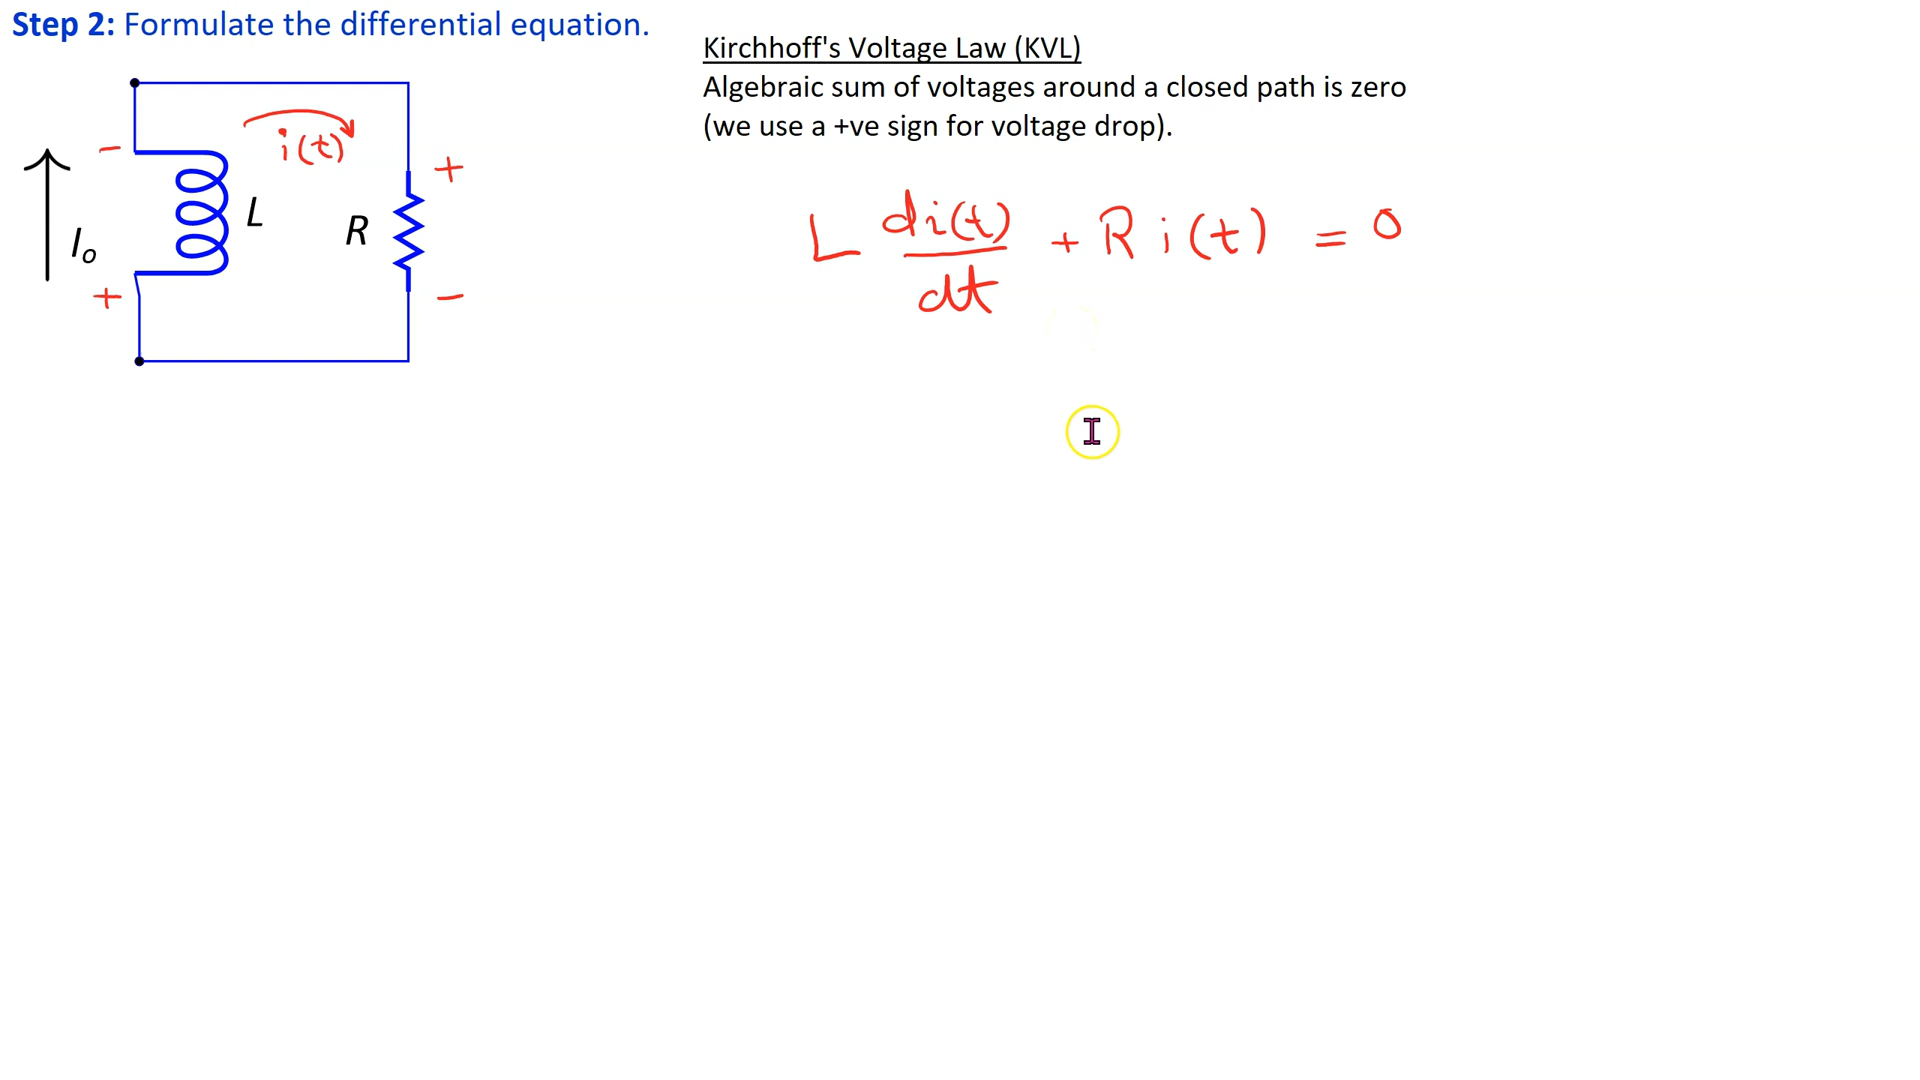 Step 2: Formulate the differential equation.
Kirchhoff's Voltage Law (KVL)
Algebraic sum of voltages around a closed path is zero
(we use a +ve sign for voltage drop).
i(t)
- +
L R
Io
+ -
L di(t)/dt + R i(t) = 0